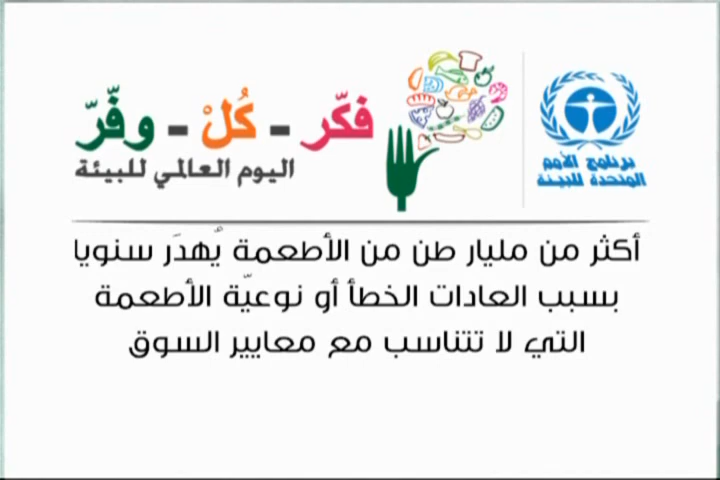 فكّر - كُلْ - وفّرّ
اليوم العالمي للبيئة
برنامج الأمم
المتحدة للبيئة
أكثر من مليار طن من الأطعمة يُهدَر سنويا
بسبب العادات الخطأ أو نوعيّة الأطعمة
التي لا تتناسب مع معايير السوق